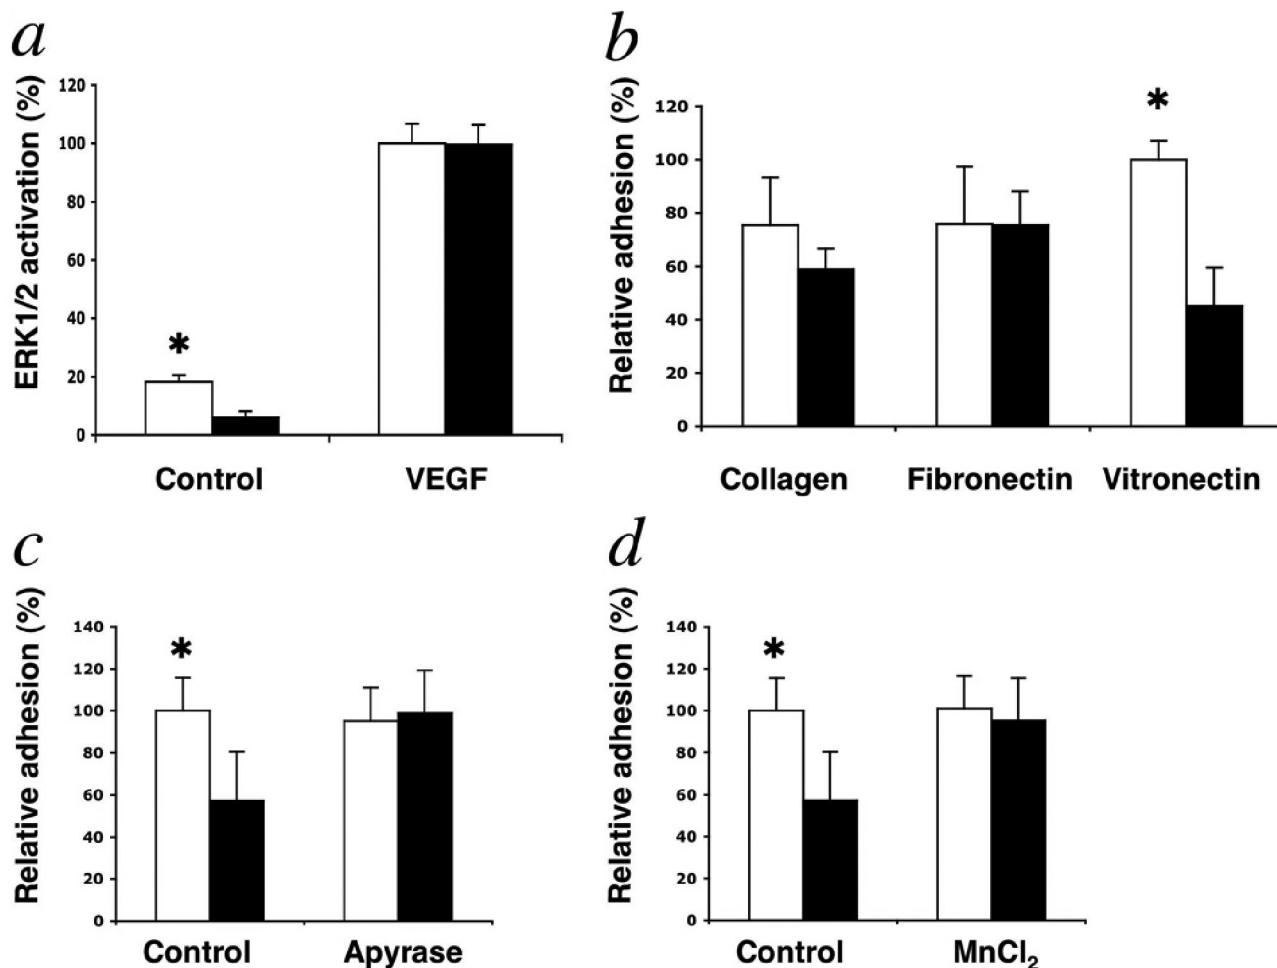 a
ERK1/2 activation (%)
120
100
80
60
40
20
0
*
Control
VEGF
b
Relative adhesion (%)
120
100
80
60
40
20
0
*
Collagen
Fibronectin
Vitronectin
c
Relative adhesion (%)
140
120
100
80
60
40
20
0
*
Control
Apyrase
d
Relative adhesion (%)
140
120
100
80
60
40
20
0
*
Control
MnCl₂